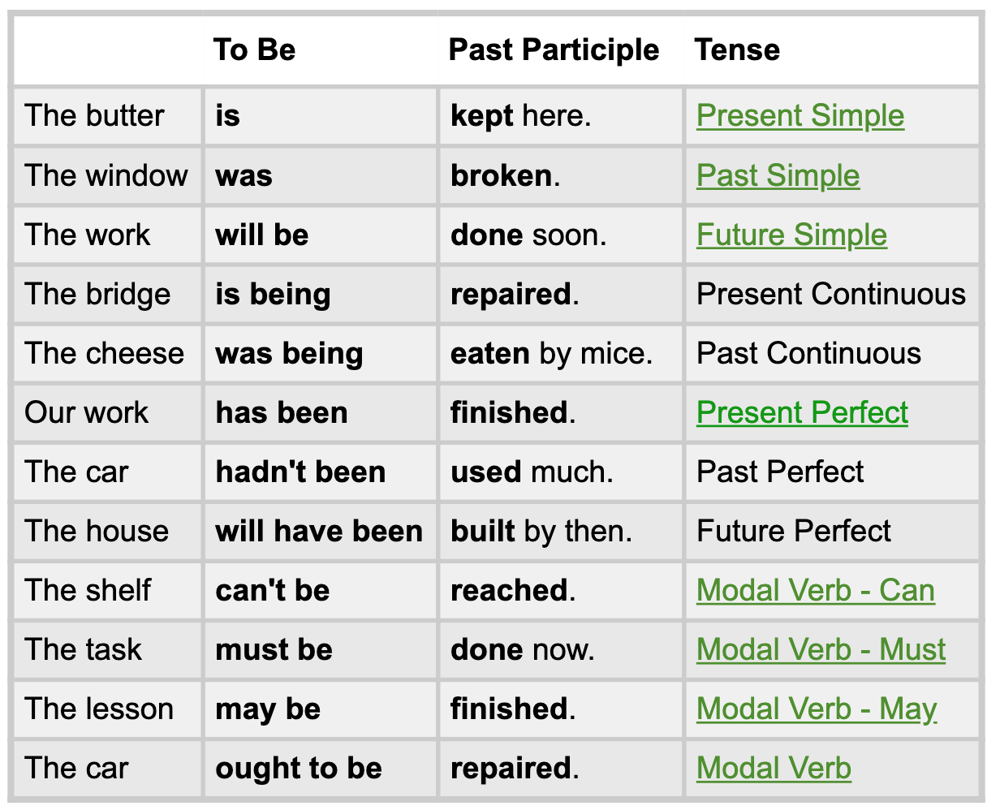 To Be Past Participle Tense
The butter is kept here. Present Simple
The window was broken. Past Simple
The work will be done soon. Future Simple
The bridge is being repaired. Present Continuous
The cheese was being eaten by mice. Past Continuous
Our work has been finished. Present Perfect
The car hadn't been used much. Past Perfect
The house will have been built by then. Future Perfect
The shelf can't be reached. Modal Verb - Can
The task must be done now. Modal Verb - Must
The lesson may be finished. Modal Verb - May
The car ought to be repaired. Modal Verb